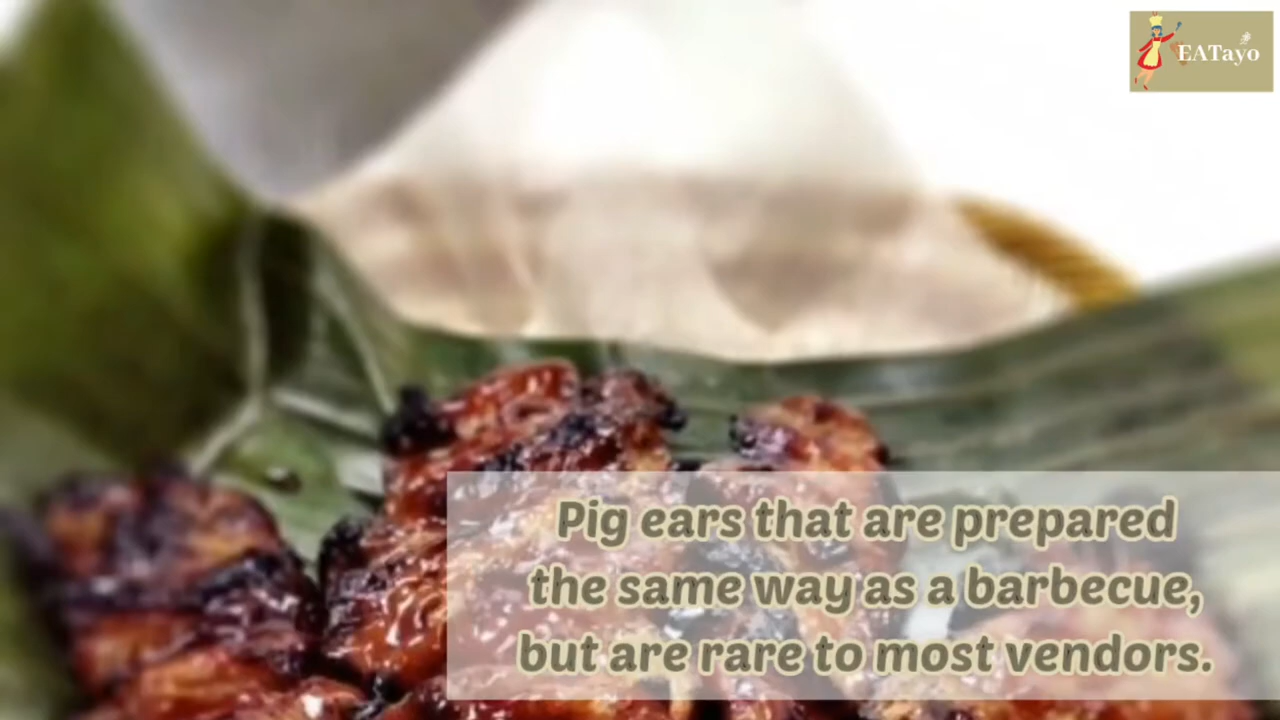 EATayo
Pig ears that are prepared
the same way as a barbecue,
but are rare to most vendors.